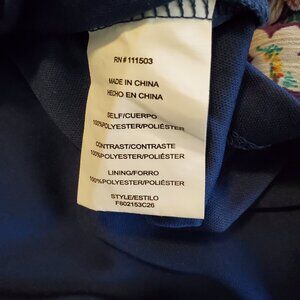 RN#111503
MADE IN CHINA
HECHO EN CHINA
SELF/CUERPO
100%POLYESTER/POLIÉSTER
CONTRAST/CONTRASTE
100%POLYESTER/POLIÉSTER
LINING/FORRO
100%POLYESTER/POLIÉSTER
STYLE/ESTILO
F802153C26